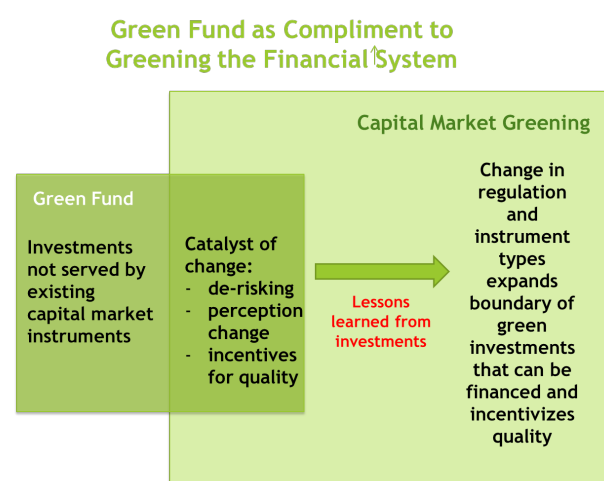 Green Fund as Compliment to
Greening the Financial System
Capital Market Greening
Green Fund
Investments
not served by
existing
capital market
instruments
Catalyst of
change:
- de-risking
- perception
change
- incentives
for quality
Lessons
learned from
investments
Change in
regulation
and
instrument
types
expands
boundary of
green
investments
that can be
financed and
incentivizes
quality